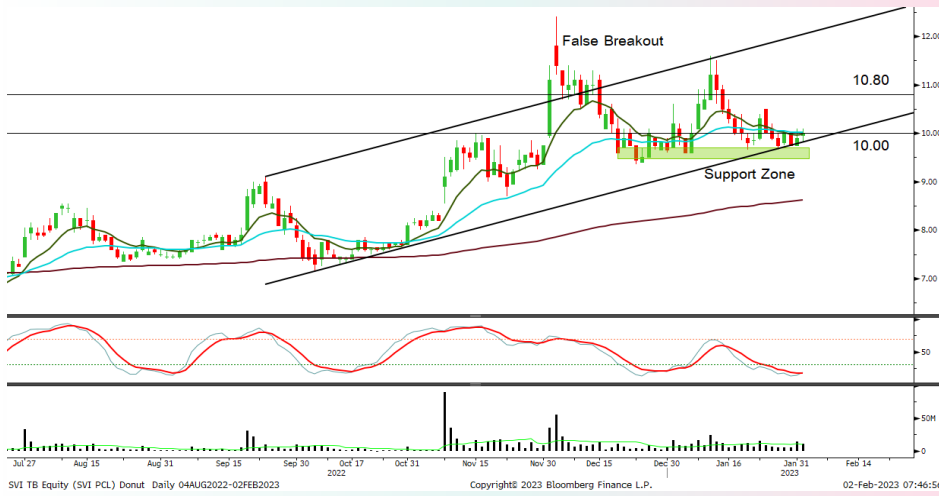 False Breakout
12.00
11.00
10.80
10.00
10.00
9.00
Support Zone
8.00
7.00
50
50M
0
Jul 27 Aug 15 Aug 31 Sep 15 Sep 30 Oct 17 Oct 31 Nov 15 Nov 30 Dec 15 Dec 30 Jan 16 Jan 31 Feb 14
2022 2023
SVI TB Equity (SVI PCL) Donut Daily 04AUG2022-02FEB2023 Copyright© 2023 Bloomberg Finance L.P. 02-Feb-2023 07:46:56